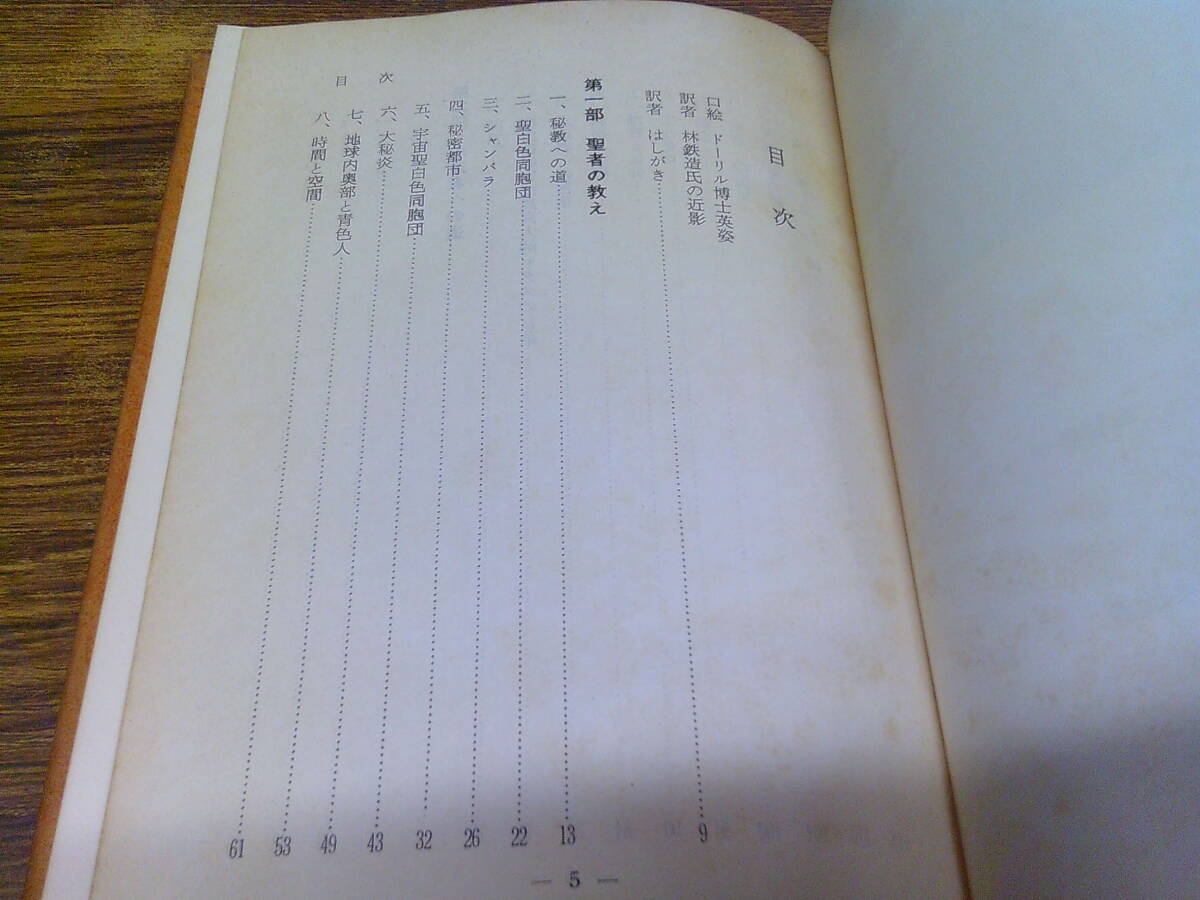 目次
口絵 ドーリル博士英姿
訳者 林鉄造氏の近影
訳者 はしがき……9
第一部 聖者の教え
一、秘教への道……13
二、聖白色同胞団……22
三、シャンバラ……26
四、秘密都市……32
五、宇宙聖白色同胞団……43
六、大秘炎……49
七、地球内奥部と青色人……53
八、時間と空間……61
目次
— 5 —